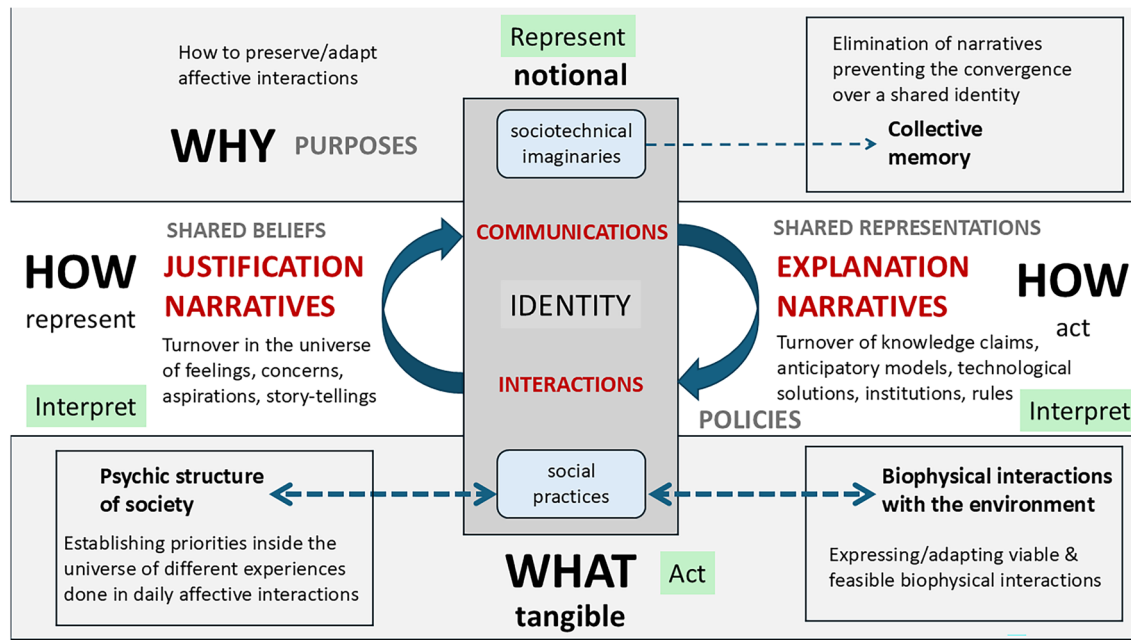 Represent
notional
How to preserve/adapt
affective interactions
WHY PURPOSES
sociotechnical
imaginaries
Elimination of narratives
preventing the convergence
over a shared identity
Collective
memory
HOW
represent
SHARED BELIEFS
JUSTIFICATION
NARRATIVES
Turnover in the universe
of feelings, concerns,
aspirations, story-tellings
Interpret
COMMUNICATIONS
IDENTITY
INTERACTIONS
SHARED REPRESENTATIONS
EXPLANATION
NARRATIVES
HOW
act
Turnover of knowledge claims,
anticipatory models, technological
solutions, institutions, rules
Interpret
POLICIES
Psychic structure
of society
Establishing priorities inside the
universe of different experiences
done in daily affective interactions
social
practices
Biophysical interactions
with the environment
Expressing/adapting viable &
feasible biophysical interactions
WHAT Act
tangible